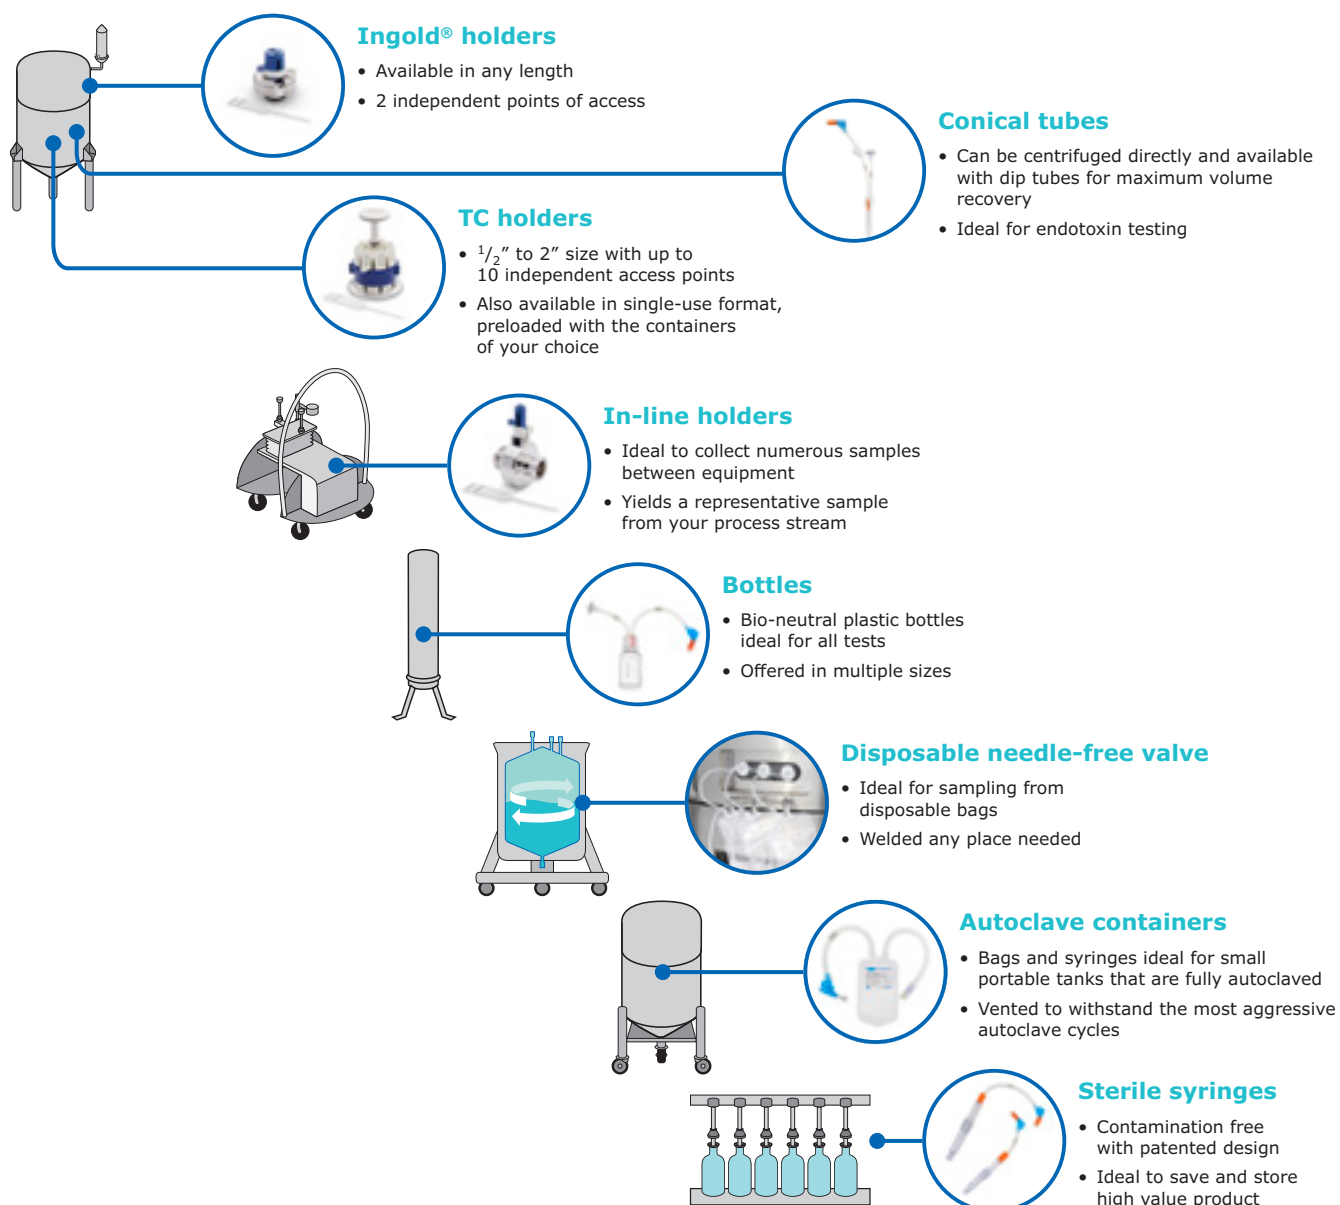 Ingold® holders
• Available in any length
• 2 independent points of access
Conical tubes
• Can be centrifuged directly and available
with dip tubes for maximum volume
recovery
• Ideal for endotoxin testing
TC holders
• 1/2″ to 2″ size with up to
10 independent access points
• Also available in single-use format,
preloaded with the containers
of your choice
In-line holders
• Ideal to collect numerous samples
between equipment
• Yields a representative sample
from your process stream
Bottles
• Bio-neutral plastic bottles
ideal for all tests
• Offered in multiple sizes
Disposable needle-free valve
• Ideal for sampling from
disposable bags
• Welded any place needed
Autoclave containers
• Bags and syringes ideal for small
portable tanks that are fully autoclaved
• Vented to withstand the most aggressive
autoclave cycles
Sterile syringes
• Contamination free
with patented design
• Ideal to save and store
high value product